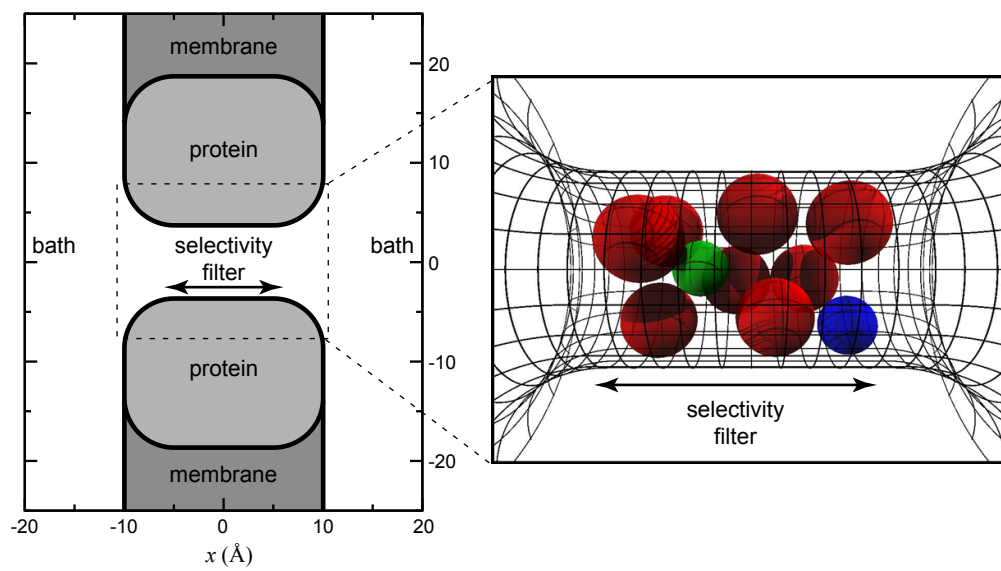 membrane
20
protein
10
bath
selectivity
filter
bath
0
protein
-10
membrane
-20
-20
-10
0
10
20
x (Å)
selectivity
filter